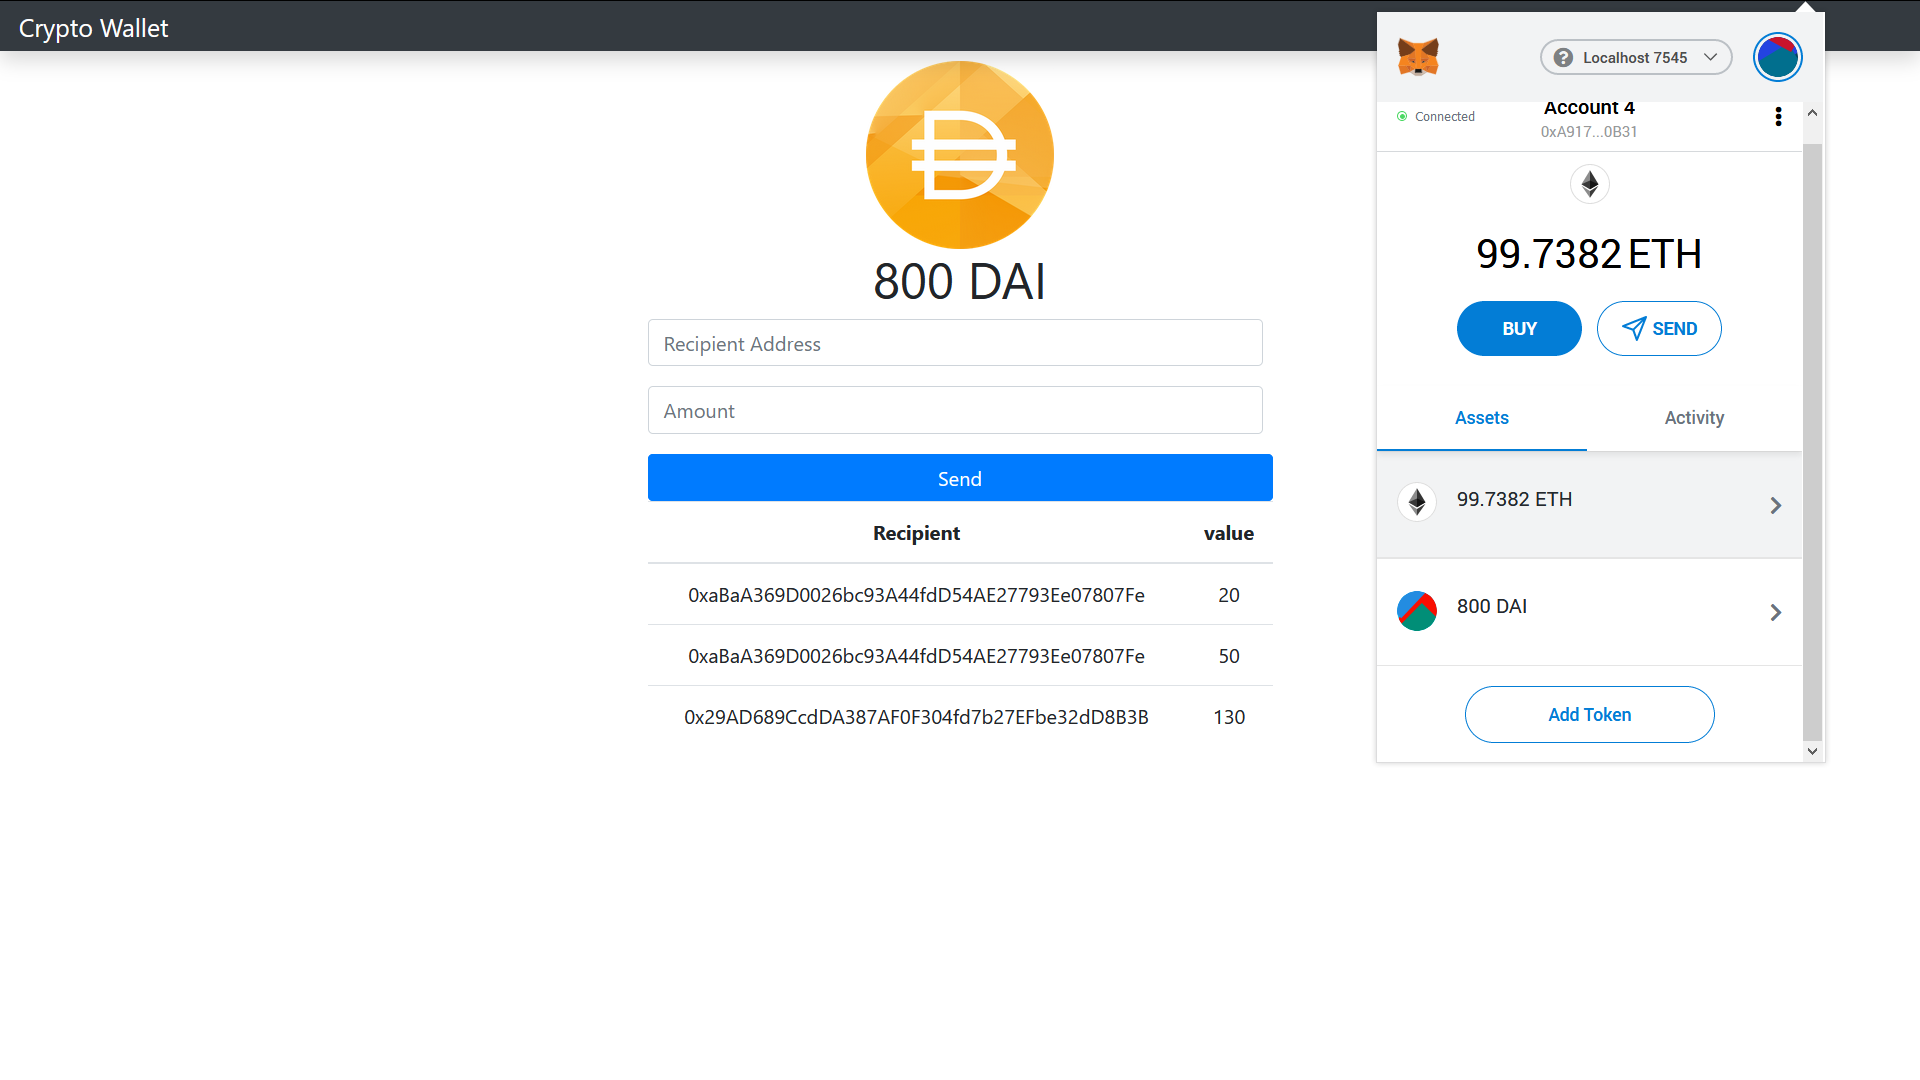 Crypto Wallet
800 DAI
Recipient Address
Amount
Send
Recipient value
0xaBaA369D0026bc93A44fdD54AE27793Ee07807Fe 20
0xaBaA369D0026bc93A44fdD54AE27793Ee07807Fe 50
0x29AD689CcdDA387AF0F304fd7b27EFbe32dD8B3B 130
? Localhost 7545
Connected
Account 4
0xA917...0B31
99.7382 ETH
BUY SEND
Assets Activity
99.7382 ETH
800 DAI
Add Token